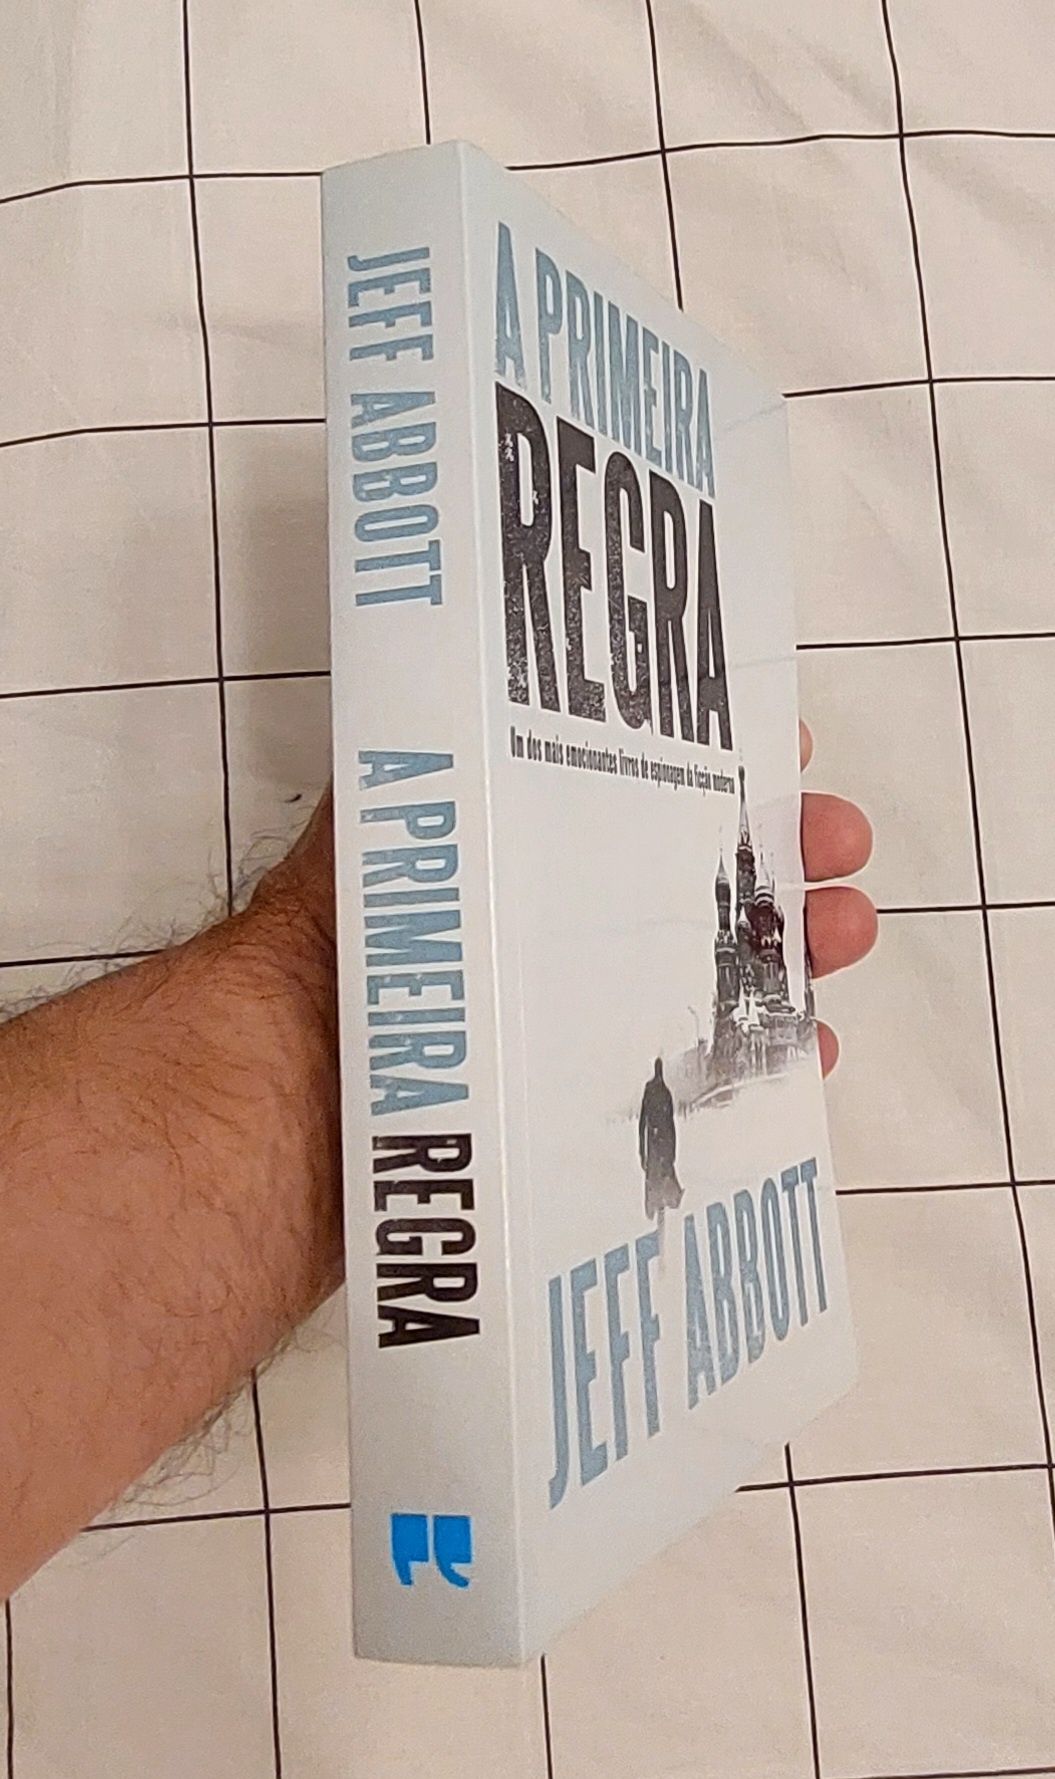 JEFF ABBOTT
A PRIMEIRA REGRA
A PRIMEIRA
REGRA
Um dos mais emocionantes livros de espionagem da ficção moderna
JEFF ABBOTT